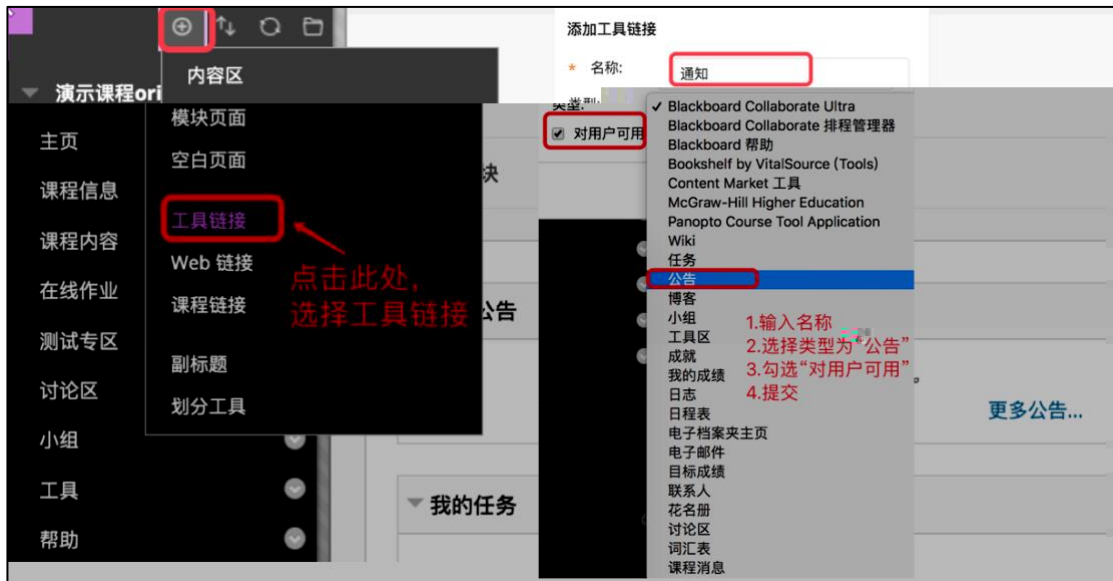 内容区
演示课程ori
模块页面
空白页面
工具链接
Web 链接
课程链接
副标题
划分工具
主页
课程信息
课程内容
在线作业
测试专区
讨论区
小组
工具
帮助
点击此处,
选择工具链接
块
公告
更多公告...
我的任务
添加工具链接
* 名称:
通知
类型:
对用户可用
✓ Blackboard Collaborate Ultra
Blackboard Collaborate 排程管理器
Blackboard 帮助
Bookshelf by VitalSource (Tools)
Content Market 工具
McGraw-Hill Higher Education
Panopto Course Tool Application
Wiki
任务
公告
博客
小组
工具区
成就
我的成绩
日志
日程表
电子档案夹主页
电子邮件
目标成绩
联系人
花名册
讨论区
词汇表
课程消息
1.输入名称
2.选择类型为“公告”
3.勾选“对用户可用”
4.提交